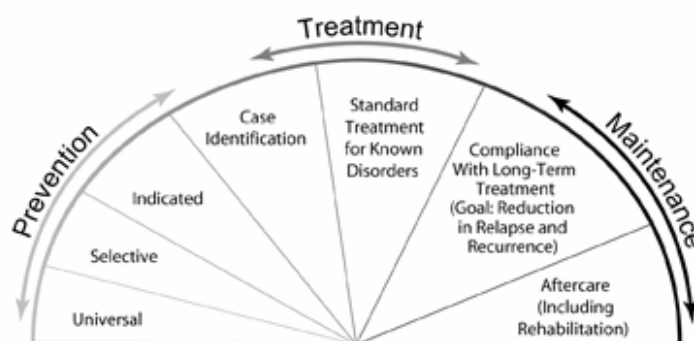 Treatment
Prevention
Maintenance
Universal
Selective
Indicated
Case
Identification
Standard
Treatment
for Known
Disorders
Compliance
With Long-Term
Treatment
(Goal: Reduction
in Relapse and
Recurrence)
Aftercare
(Including
Rehabilitation)